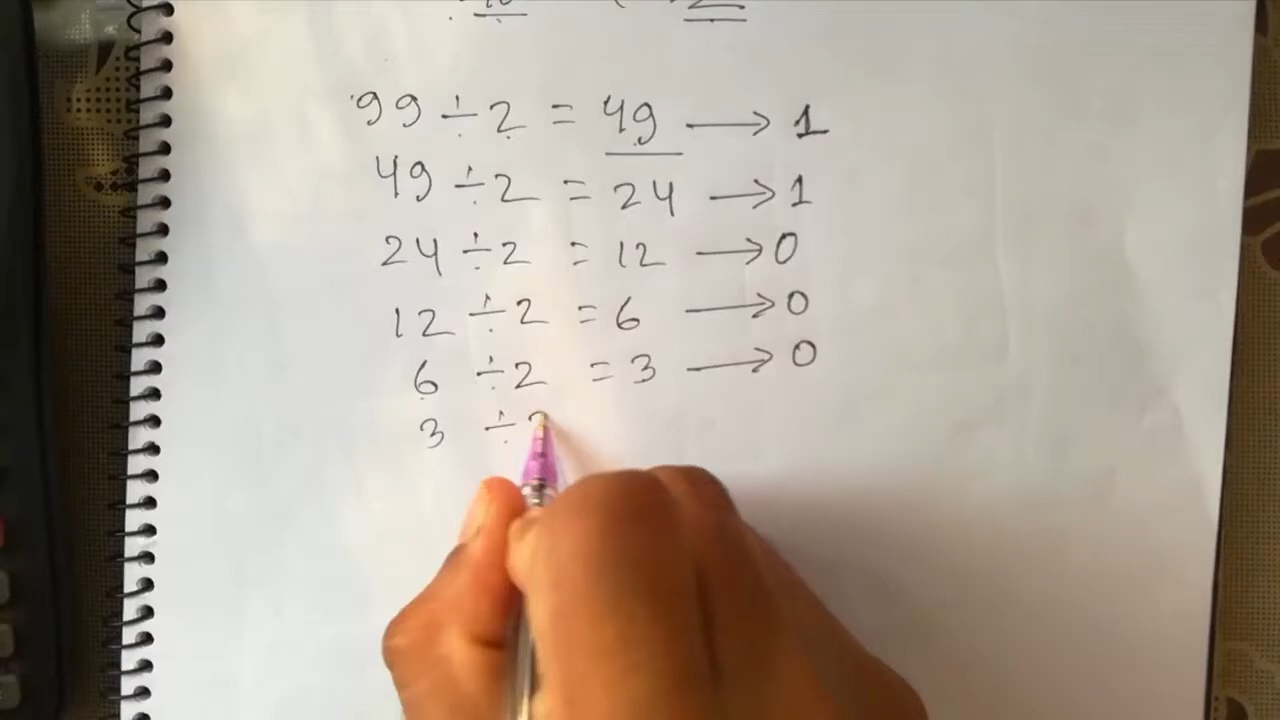 99 ÷ 2 = 49 → 1
49 ÷ 2 = 24 → 1
24 ÷ 2 = 12 → 0
12 ÷ 2 = 6 → 0
6 ÷ 2 = 3 → 0
3 ÷